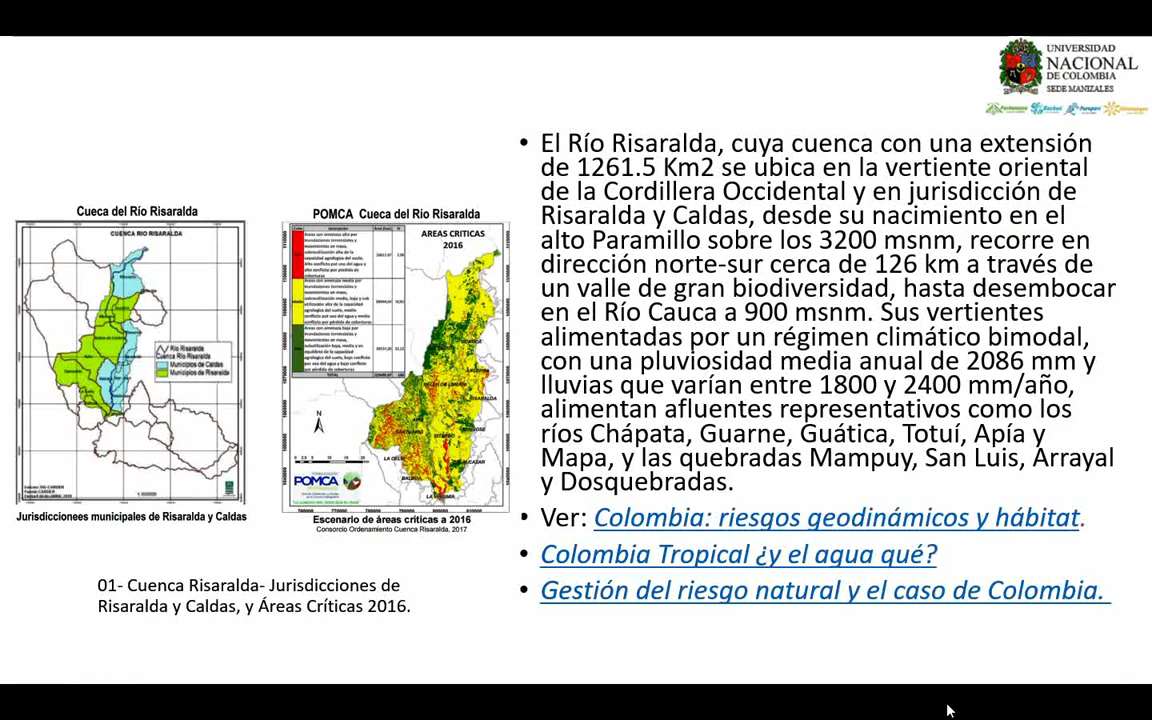 UNIVERSIDAD
NACIONAL
DE COLOMBIA
SEDE MANIZALES
• El Río Risaralda, cuya cuenca con una extensión
de 1261.5 Km2 se ubica en la vertiente oriental
de la Cordillera Occidental y en jurisdicción de
Risaralda y Caldas, desde su nacimiento en el
alto Paramillo sobre los 3200 msnm, recorre en
dirección norte-sur cerca de 126 km a través de
un valle de gran biodiversidad, hasta desembocar
en el Río Cauca a 900 msnm. Sus vertientes
alimentadas por un régimen climático bimodal,
con una pluviosidad media anual de 2086 mm y
lluvias que varían entre 1800 y 2400 mm/año,
alimentan afluentes representativos como los
ríos Chápata, Guarne, Guática, Totuí, Apía y
Mapa, y las quebradas Mampuy, San Luis, Arrayal
y Dosquebradas.
• Ver: Colombia: riesgos geodinámicos y hábitat.
• Colombia Tropical ¿y el agua qué?
• Gestión del riesgo natural y el caso de Colombia.
Cueca del Río Risaralda
CUENCA RIO RISARALDA
Río Risaralda
Cuenca Río Risaralda
Municipios de Caldas
Municipios de Risaralda
Jurisdiccionees municipales de Risaralda y Caldas
POMCA Cueca del Rio Risaralda
AREAS CRITICAS
2016
N
POMCA
Escenario de áreas críticas a 2016
Consorcio Ordenamiento Cuenca Risaralda, 2017
01- Cuenca Risaralda- Jurisdicciones de
Risaralda y Caldas, y Áreas Críticas 2016.